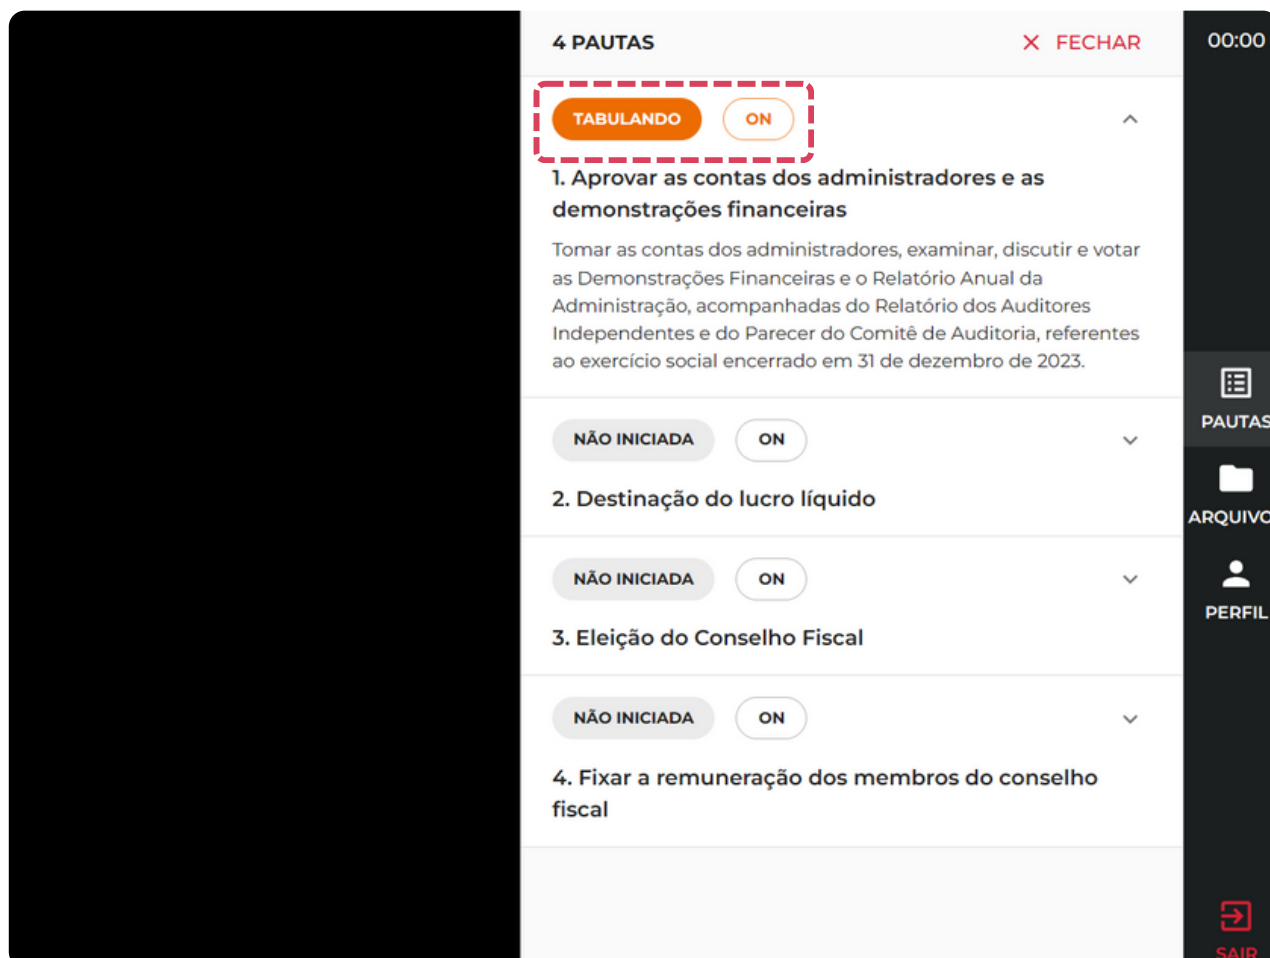 4 PAUTAS
FECHAR
00:00
TABULANDO
ON
1. Aprovar as contas dos administradores e as
demonstrações financeiras
Tomar as contas dos administradores, examinar, discutir e votar
as Demonstrações Financeiras e o Relatório Anual da
Administração, acompanhadas do Relatório dos Auditores
Independentes e do Parecer do Comitê de Auditoria, referentes
ao exercício social encerrado em 31 de dezembro de 2023.
NÃO INICIADA
ON
2. Destinação do lucro líquido
NÃO INICIADA
ON
3. Eleição do Conselho Fiscal
NÃO INICIADA
ON
4. Fixar a remuneração dos membros do conselho
fiscal
PAUTAS
ARQUIVO
PERFIL
SAIR